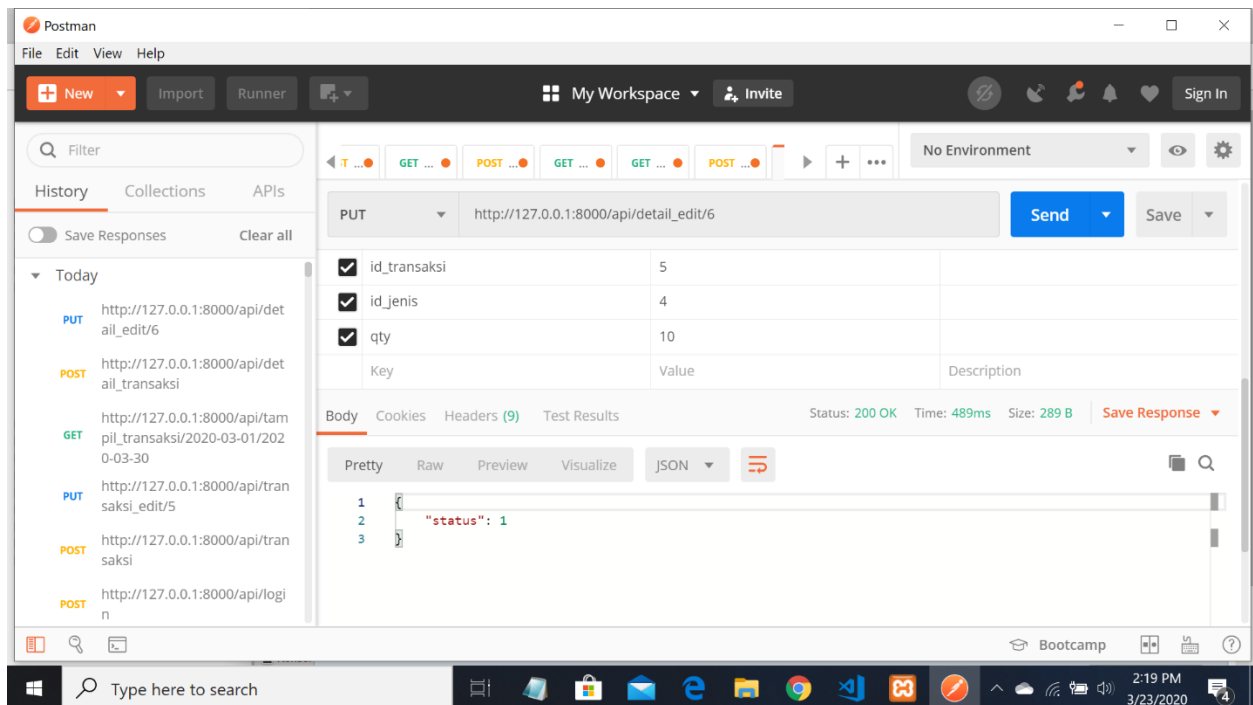 Postman
File Edit View Help
New Import Runner My Workspace Invite Sign In
Filter
History Collections APIs
Save Responses Clear all
Today
PUT http://127.0.0.1:8000/api/det
ail_edit/6
POST http://127.0.0.1:8000/api/det
ail_transaksi
GET http://127.0.0.1:8000/api/tam
pil_transaksi/2020-03-01/202
0-03-30
PUT http://127.0.0.1:8000/api/tran
saksi_edit/5
POST http://127.0.0.1:8000/api/tran
saksi
POST http://127.0.0.1:8000/api/logi
n
T ... GET ... POST ... GET ... GET ... POST ... + ••• No Environment
PUT http://127.0.0.1:8000/api/detail_edit/6 Send Save
id_transaksi 5
id_jenis 4
qty 10
Key Value Description
Body Cookies Headers (9) Test Results Status: 200 OK Time: 489ms Size: 289 B Save Response
Pretty Raw Preview Visualize JSON
1 {
2 "status": 1
3 }
Bootcamp
Type here to search
2:19 PM
3/23/2020
4